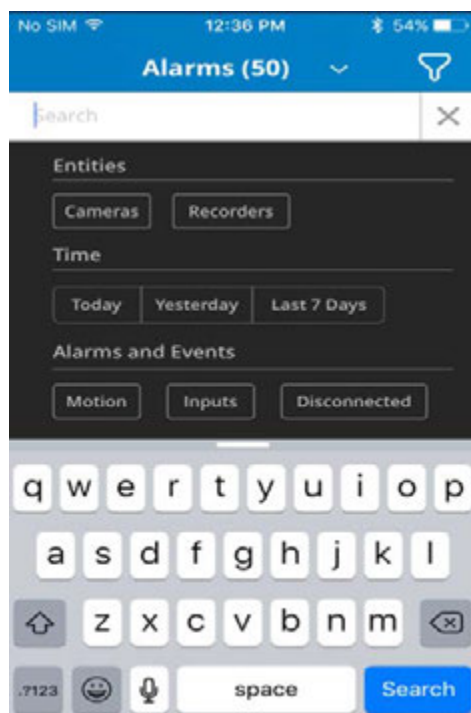 No SIM 12:36 PM 54%
Alarms (50)
Search
Entities
Cameras Recorders
Time
Today Yesterday Last 7 Days
Alarms and Events
Motion Inputs Disconnected
q w e r t y u i o p
a s d f g h j k l
z x c v b n m
.?123 space Search